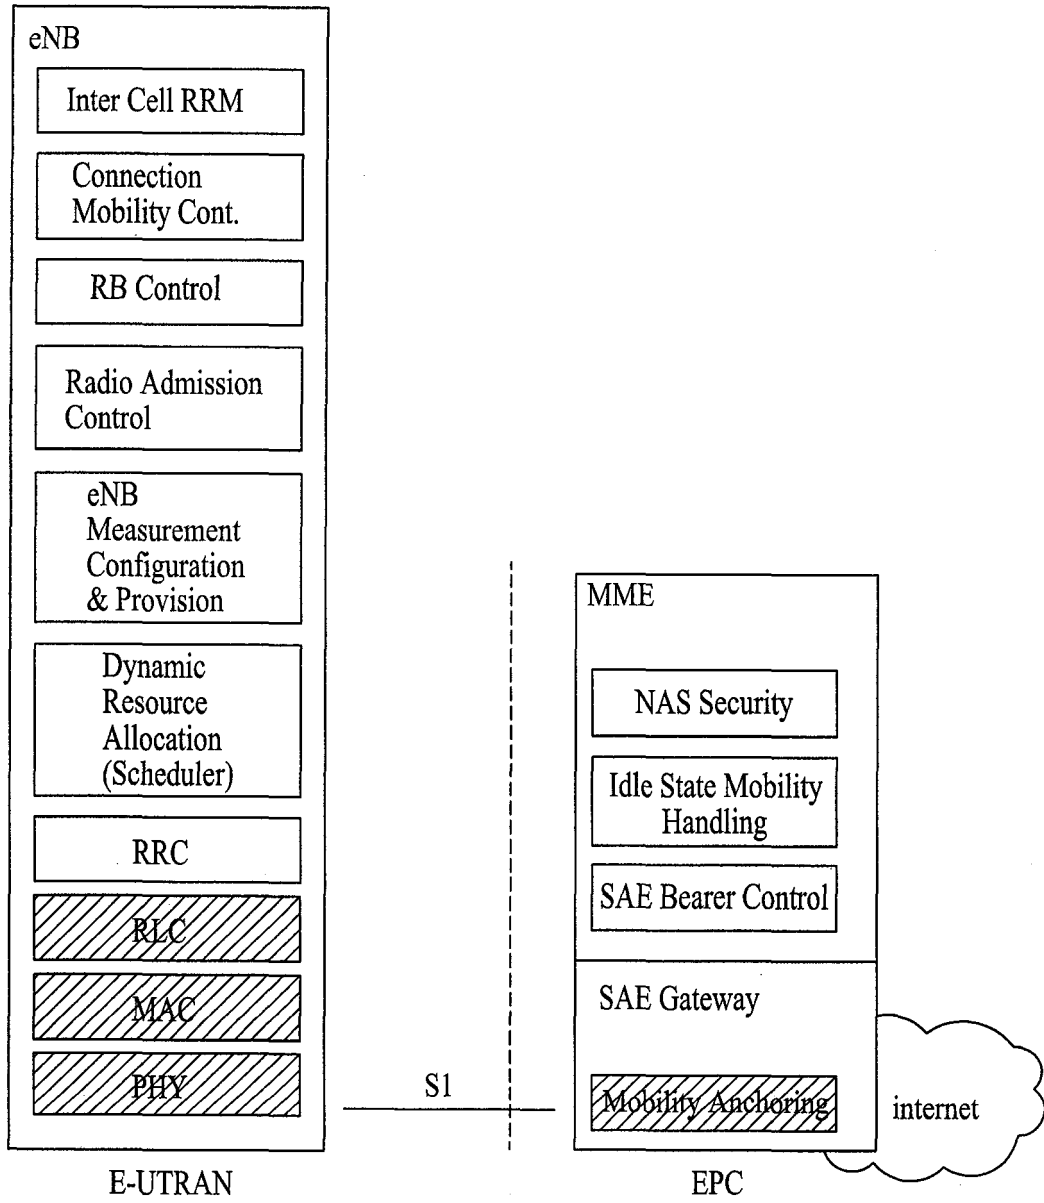 eNB
Inter Cell RRM
Connection
Mobility Cont.
RB Control
Radio Admission
Control
eNB
Measurement
Configuration
& Provision
Dynamic
Resource
Allocation
(Scheduler)
RRC
RLC
MAC
PHY
E-UTRAN
S1
MME
NAS Security
Idle State Mobility
Handling
SAE Bearer Control
SAE Gateway
Mobility Anchoring
EPC
internet